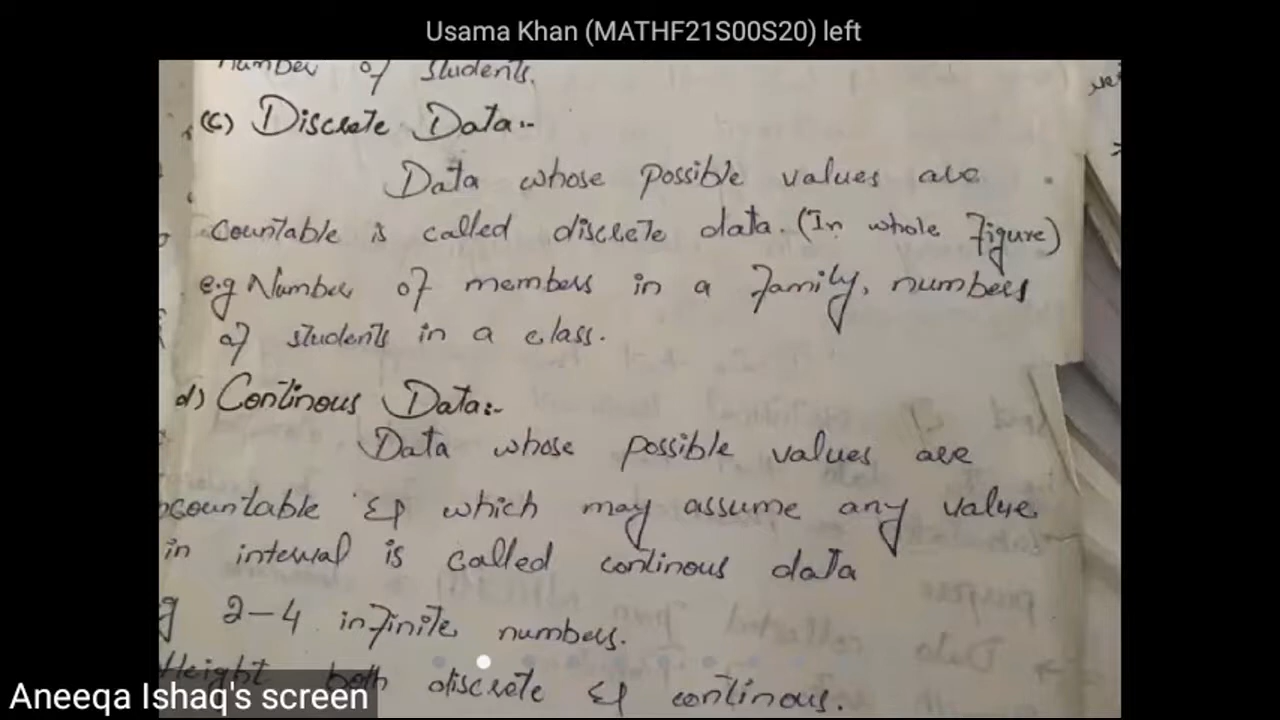 Usama Khan (MATHF21S00S20) left
number of students.
(c) Discrete Data:-
Data whose possible values are
countable is called discrete data. (In whole figure)
e.g Number of members in a family, numbers
of students in a class.
d) Continous Data:-
Data whose possible values are
countable & which may assume any value
in interval is called continous data
g 2-4 infinite numbers.
Height both discrete & continous.
Aneeqa Ishaq's screen